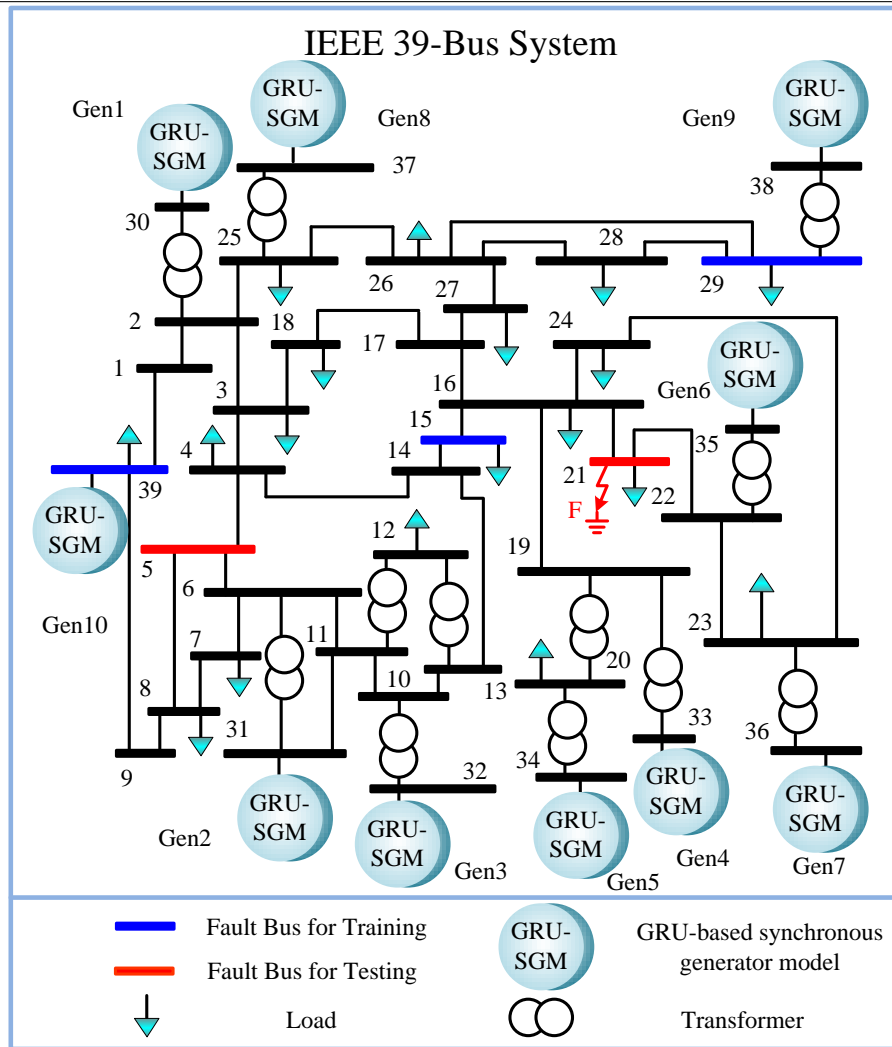 IEEE 39-Bus System
GRU-
SGM
Gen8
37
Gen1
GRU-
SGM
30
Gen9
GRU-
SGM
38
25
26
28
29
2
27
18
17
24
1
3
16
GRU-
SGM
Gen6
15
4
14
35
39
21
22
F
GRU-
SGM
Gen10
5
12
19
6
11
7
10
13
20
23
8
31
9
32
34
33
36
GRU-
SGM
Gen2
GRU-
SGM
Gen3
GRU-
SGM
Gen5
GRU-
SGM
Gen4
GRU-
SGM
Gen7
Fault Bus for Training
Fault Bus for Testing
Load
GRU-
SGM
GRU-based synchronous
generator model
Transformer